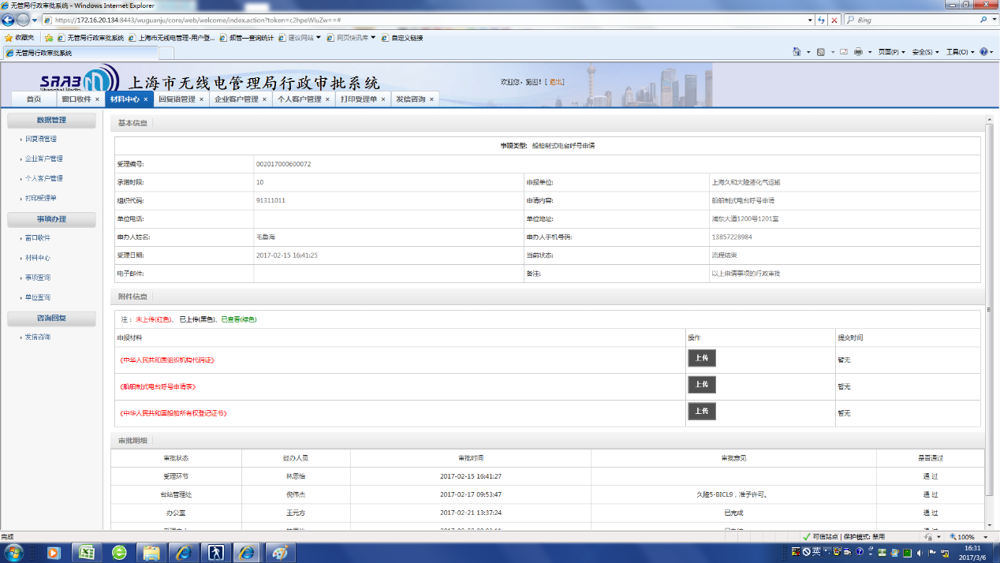 无管局行政审批系统 - Windows Internet Explorer
https://172.16.20.134:8443/wuguanju/core/web/welcome/index.action?token=c2hpeWluZw==#
Bing
收藏夹 无管局行政审批系统 上海市无线电管理-用户登... 频管一查询统计 建议网站 网页快讯库 自定义链接
无管局行政审批系统
页面(P) 安全(S) 工具(O)
SRAB
Shanghai Radio
上海市无线电管理局行政审批系统
欢迎您, ! [ 退出]
首页 窗口收件 × 材料中心 × 回复语管理 × 企业客户管理 × 个人客户管理 × 打印受理单 × 发信咨询 ×
数据管理
回复语管理
企业客户管理
个人客户管理
打印受理单
事项办理
窗口收件
材料中心
事项查询
单位查询
咨询回复
发信咨询
基本信息
事项类型: 船舶制式电台呼号申请
受理编号: 002017000600072
承诺时限: 10 申报单位: 上海久和大隆液化气运输
组织代码: 91311011 申请内容: 船舶制式电台呼号申请
单位电话: 单位地址: 浦东大道1200号1201室
申办人姓名: 毛鲁海 申办人手机号码: 13857228984
受理日期: 2017-02-15 16:41:25 当前状态: 流程结束
电子邮件: 备注: 以上申请事项的行政审批
附件信息
注: 未上传(红色)、已上传(黑色)、已查看(绿色)
申报材料 操作 提交时间
《中华人民共和国组织机构代码证》 上传 暂无
《船舶制式电台呼号申请表》 上传 暂无
《中华人民共和国船舶所有权登记证书》 上传 暂无
审批明细
审批状态 经办人员 审批时间 审批意见 是否通过
受理环节 林思怡 2017-02-15 16:41:27 通 过
台站管理处 倪伟杰 2017-02-17 09:53:47 久隆5-BICL9，准予许可。 通 过
办公室 王元方 2017-02-21 13:37:24 已完成 通 过
完成 可信站点 | 保护模式: 禁用 100%
英
16:31
2017/3/6